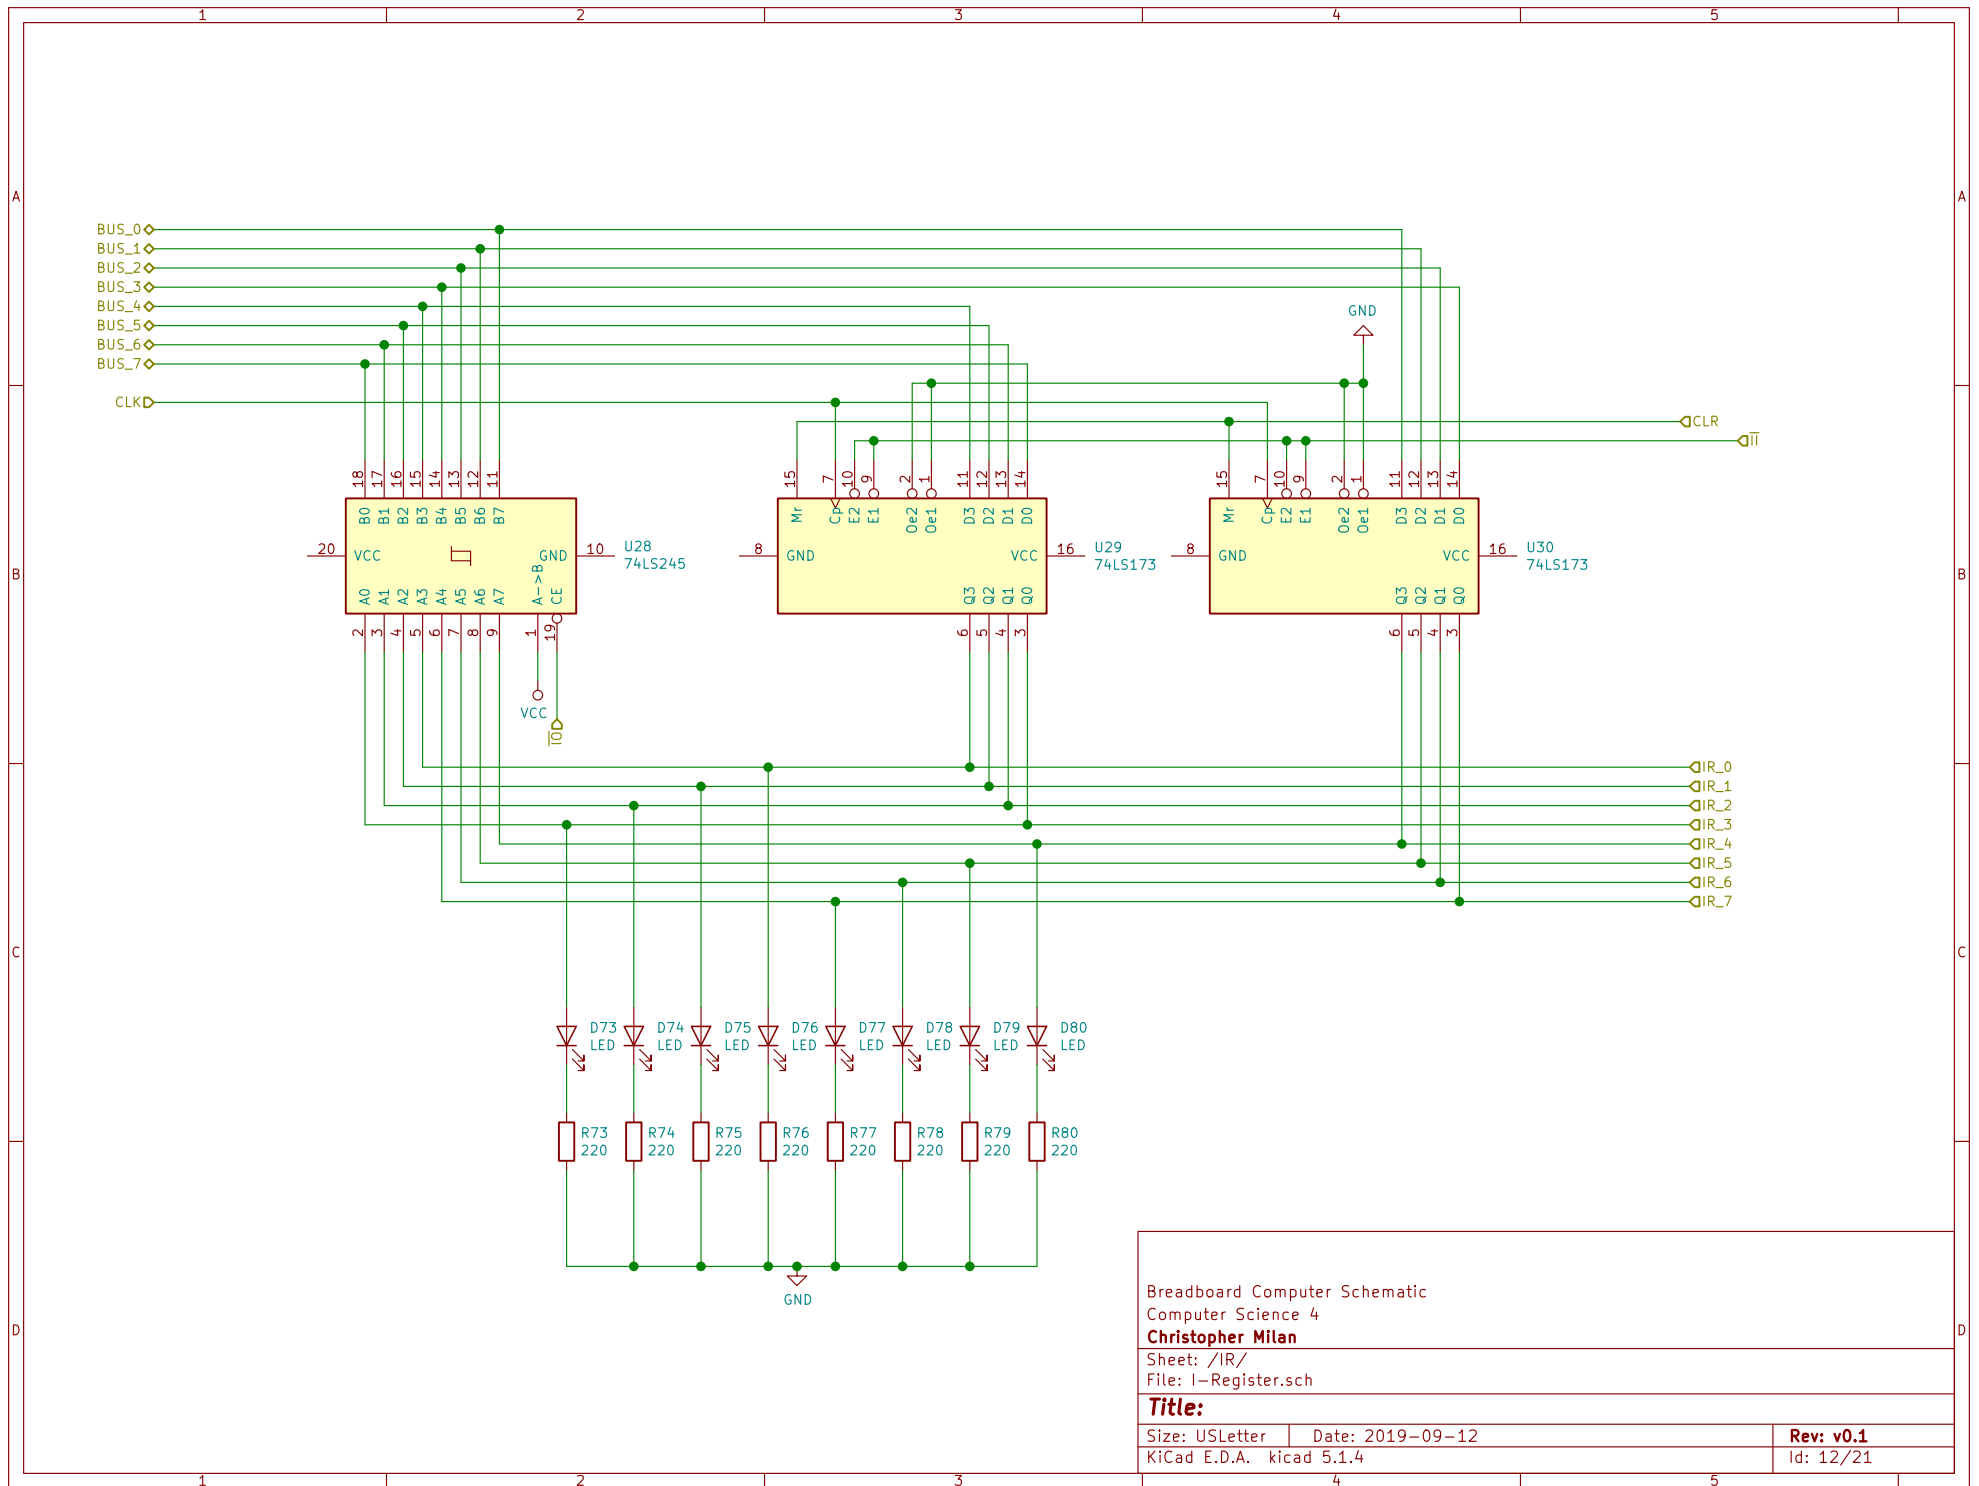 1 2 3 4 5
A A
BUS_0
BUS_1
BUS_2
BUS_3
BUS_4
BUS_5
BUS_6
BUS_7
CLK
GND
CLR
II
18 17 16 15 14 13 12 11
B0 B1 B2 B3 B4 B5 B6 B7
20 VCC GND 10
A0 A1 A2 A3 A4 A5 A6 A7 A->B CE
2 3 4 5 6 7 8 9 1 19
U28
74LS245
VCC
IO
15 7 10 9 2 1 11 12 13 14
Mr Cp E2 E1 Oe2 Oe1 D3 D2 D1 D0
8 GND VCC 16
Q3 Q2 Q1 Q0
6 5 4 3
U29
74LS173
15 7 10 9 2 1 11 12 13 14
Mr Cp E2 E1 Oe2 Oe1 D3 D2 D1 D0
8 GND VCC 16
Q3 Q2 Q1 Q0
6 5 4 3
U30
74LS173
B B
IR_0
IR_1
IR_2
IR_3
IR_4
IR_5
IR_6
IR_7
C C
D73 D74 D75 D76 D77 D78 D79 D80
LED LED LED LED LED LED LED LED
R73 R74 R75 R76 R77 R78 R79 R80
220 220 220 220 220 220 220 220
GND
D D
Breadboard Computer Schematic
Computer Science 4
Christopher Milan
Sheet: /IR/
File: I-Register.sch
Title:
Size: USLetter Date: 2019-09-12 Rev: v0.1
KiCad E.D.A. kicad 5.1.4 Id: 12/21
1 2 3 4 5